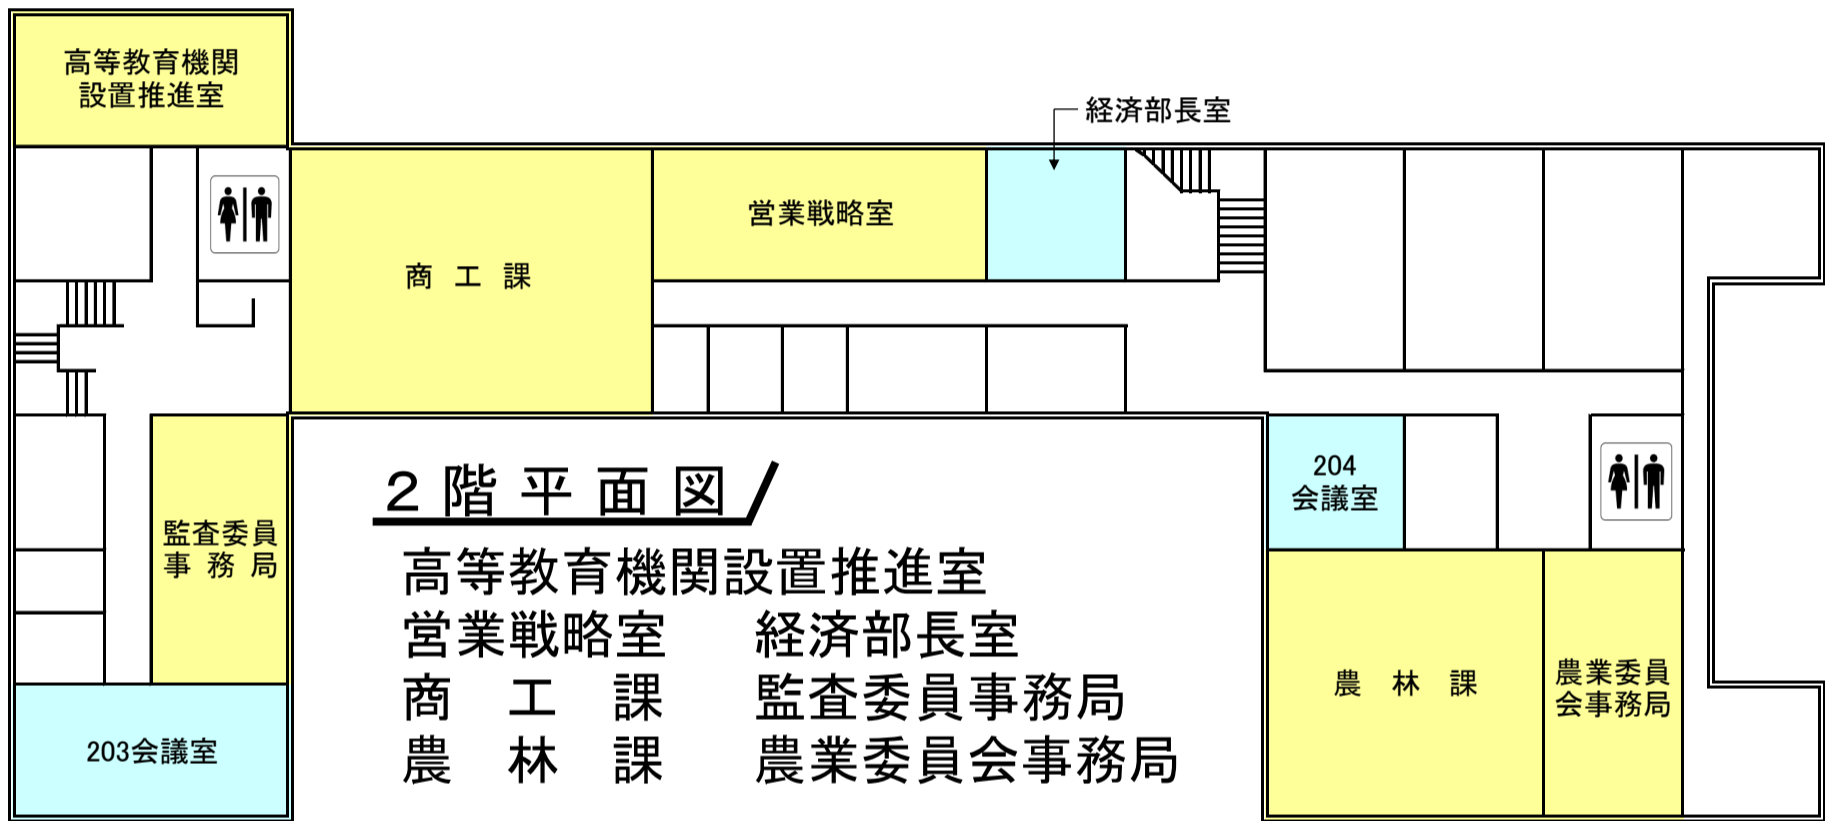 高等教育機関
設置推進室
経済部長室
営業戦略室
商工課
監査委員
事務局
203会議室
204
会議室
農林課
農業委員
会事務局
2階平面図
高等教育機関設置推進室
営業戦略室　経済部長室
商工課　監査委員事務局
農林課　農業委員会事務局